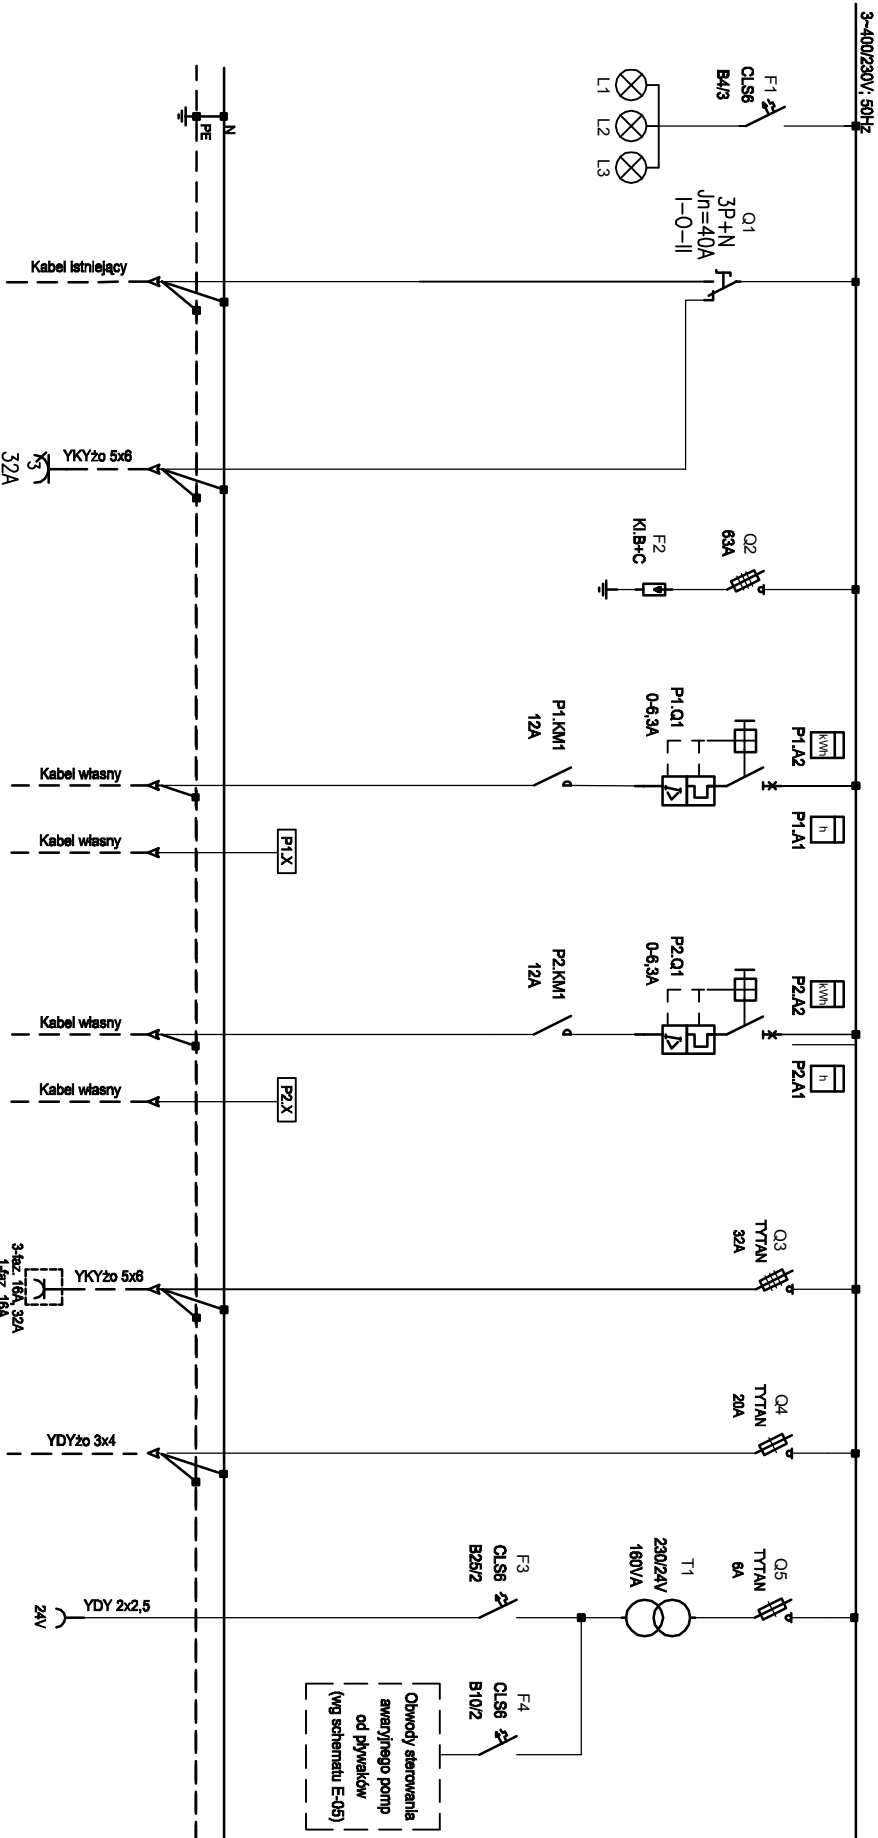 3~400/230V; 50Hz
F1
CLS6
B4/3
L1
L2
L3
N
PE
Q1
3P+N
Jn=40A
I-O-II
Kabel istniejący
YKYżo 5x6
X3
32A
Q2
63A
F2
Kl.B+C
kWh
P1.A2
h
P1.A1
P1.Q1
0-6,3A
P1.KM1
12A
Kabel własny
P1.X
Kabel własny
kWh
P2.A2
h
P2.A1
P2.Q1
0-6,3A
P2.KM1
12A
Kabel własny
P2.X
Kabel własny
Q3
TYTAN
32A
YKYżo 5x6
3-faz. 16A, 32A
1-faz. 16A
Q4
TYTAN
20A
YDYżo 3x4
Q5
TYTAN
6A
T1
230/24V
160VA
F3
CLS6
B25/2
YDY 2x2,5
24V
F4
CLS6
B10/2
Obwody sterowania
awaryjnego pomp
od pływaków
(wg schematu E-05)